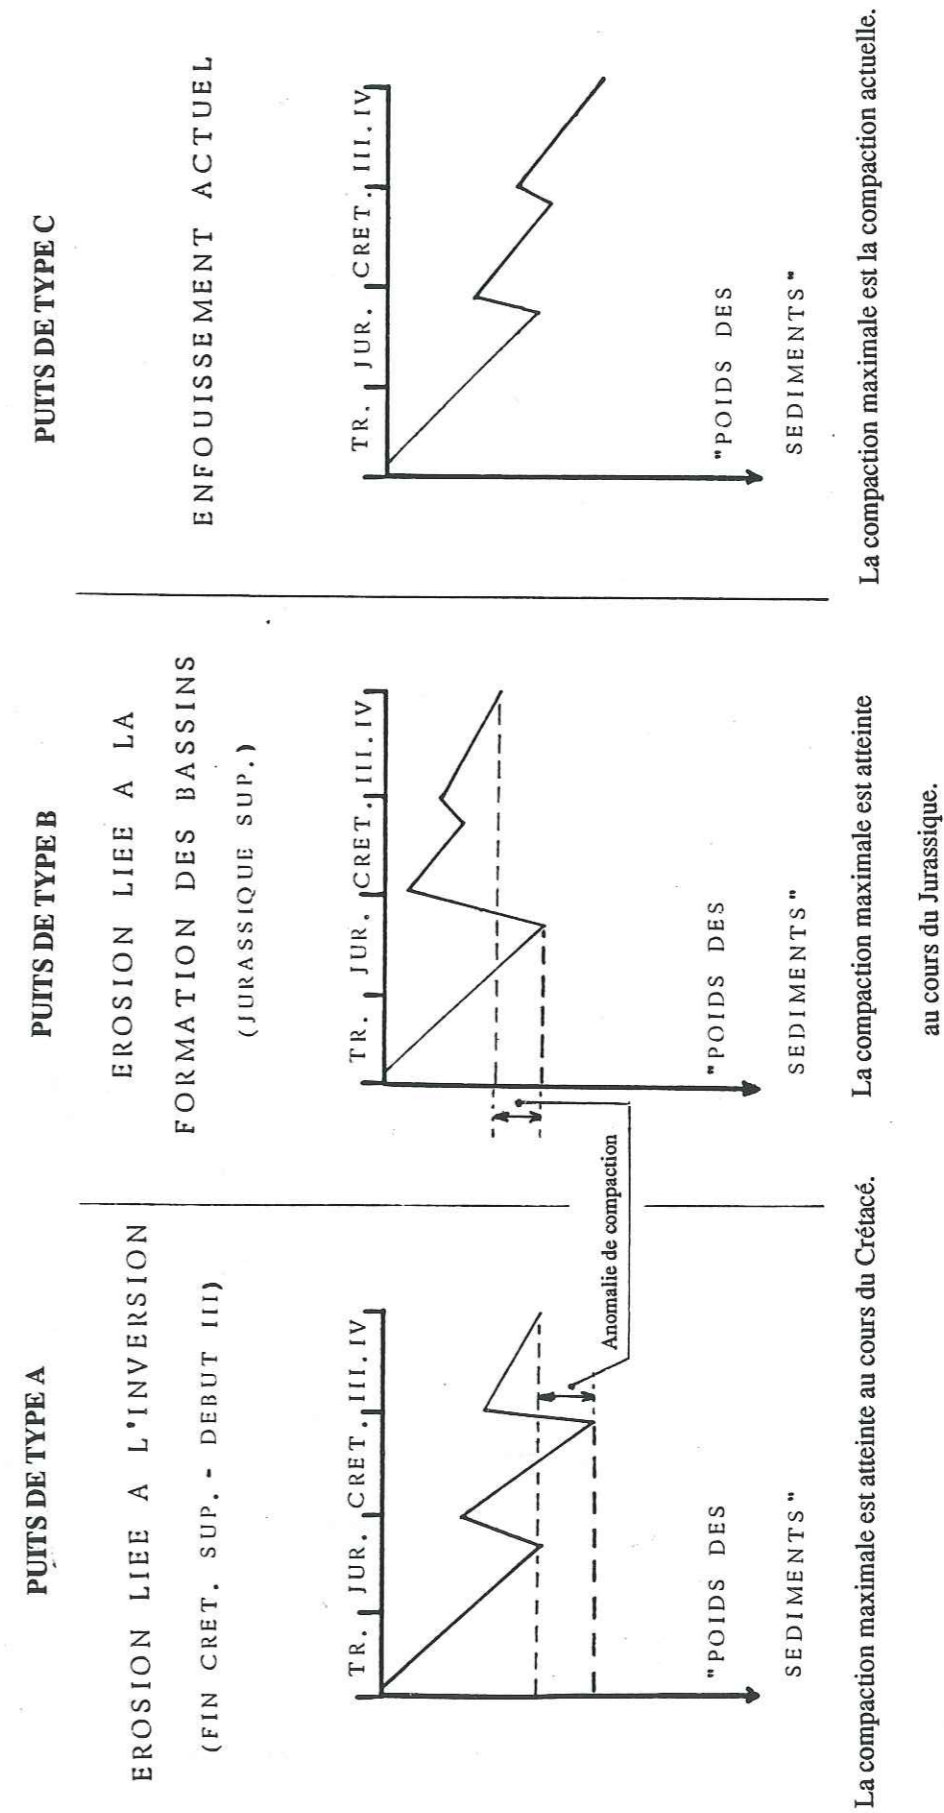 PUITS DE TYPE A
EROSION LIEE A L'INVERSION
(FIN CRET. SUP. - DEBUT III)
TR. JUR. CRET. III. IV
"POIDS DES
SEDIMENTS"
Anomalie de compaction
La compaction maximale est atteinte au cours du Crétacé.
PUITS DE TYPE B
EROSION LIEE A LA
FORMATION DES BASSINS
(JURASSIQUE SUP.)
TR. JUR. CRET. III. IV
"POIDS DES
SEDIMENTS"
La compaction maximale est atteinte
au cours du Jurassique.
PUITS DE TYPE C
ENFOUISSEMENT ACTUEL
TR. JUR. CRET. III. IV
"POIDS DES
SEDIMENTS"
La compaction maximale est la compaction actuelle.